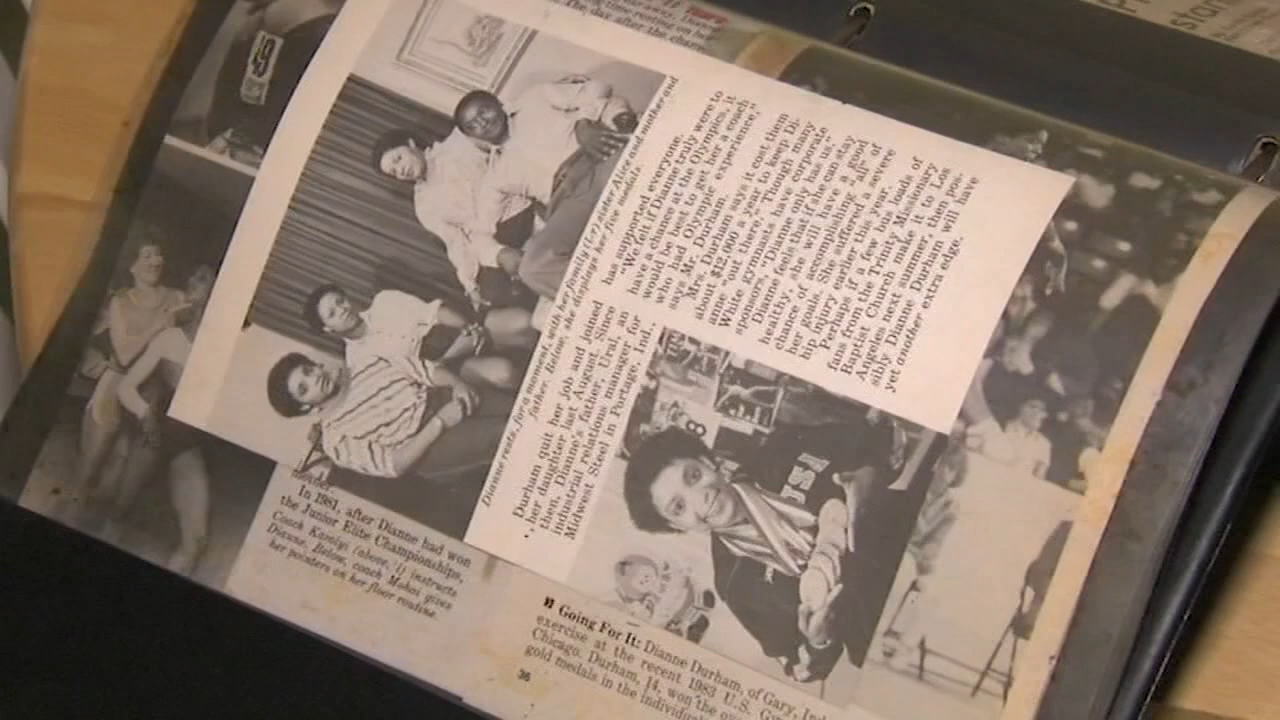 The day after the cham-
Dianne rests for a moment, with her family (l-r) sister Alice and mother and
father. Below, she displays her five medals.
Durham quit her job and joined
her daughter last August. Since
then, Dianne's father, Ural, an
industrial relations manager for
Midwest Steel in Portage, Ind.,
has supported everyone.
"We felt if Dianne truly were to
have a chance at the Olympics, it
would be best to get her a coach
who had Olympic experience,"
says Mr. Durham.
Mrs. Durham says it cost them
about $12,000 a year to keep Di-
anne "out there." Though many
White gymnasts have corporate
sponsors, "Dianne only has us."
Dianne feels that if she can stay
healthy, she will have a good
chance of accomplishing "all" of
her goals. She suffered a severe
hip injury earlier this year.
Perhaps if a few bus loads of
fans from the Trinity Missionary
Baptist Church make it to Los
Angeles next summer, then pos-
sibly Dianne Durham will have
yet another extra edge.
USA
8
In 1981, after Dianne had won
the Junior Elite Championships,
Coach Karolyi (above, l) instructs
Dianne. Below, coach Mahoi gives
her pointers on her floor routine.
Going For It: Dianne Durham, of Gary, Ind
exercise at the recent 1983 U.S. Gy
Chicago. Durham, 14, won the ov
gold medals in the individu
36